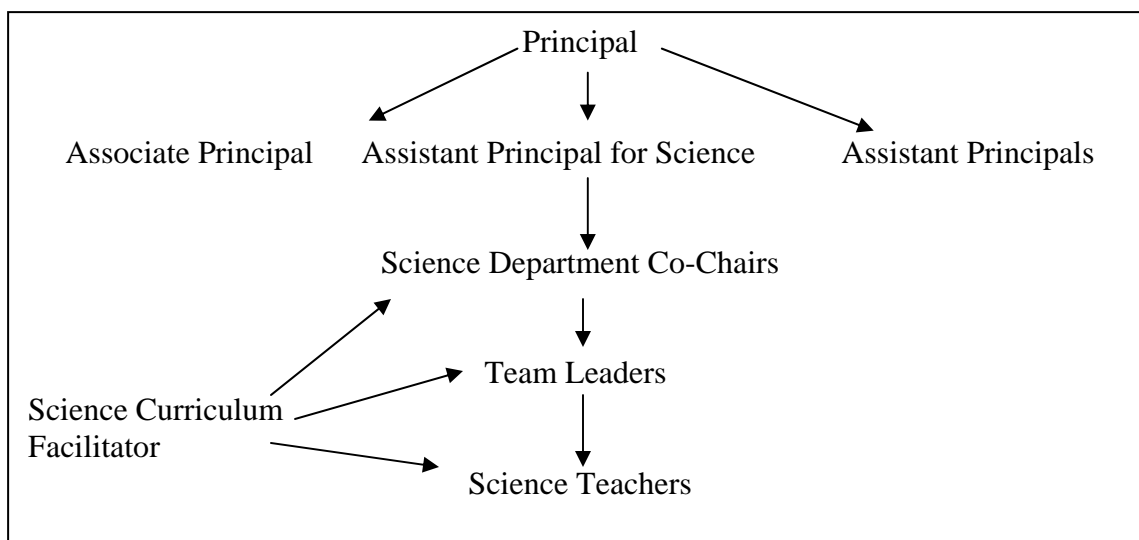 Principal
Associate Principal
Assistant Principal for Science
Assistant Principals
Science Department Co-Chairs
Team Leaders
Science Curriculum
Facilitator
Science Teachers